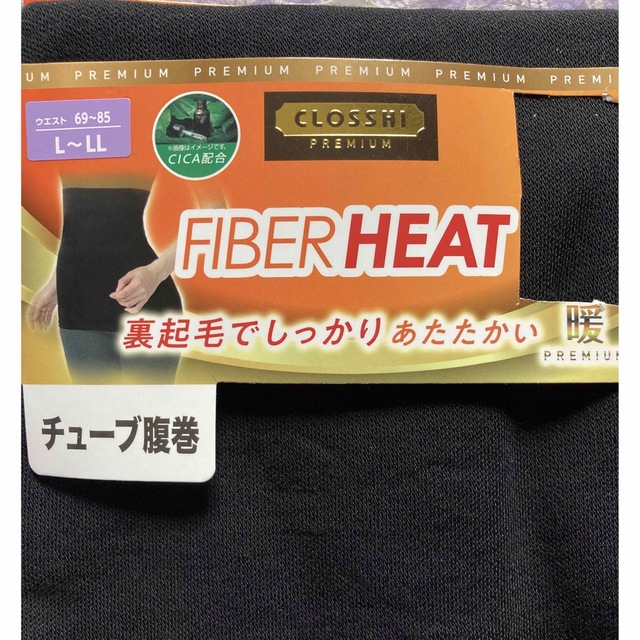 UM PREMIUM PREMIUM PREMIUM PREMIUM PREM
ウエスト 69~85
L~LL
※画像はイメージです。
CICA配合
CLOSSHI
PREMIUM
FIBER HEAT
裏起毛でしっかりあたたかい
暖
PREMIUM
チューブ腹巻